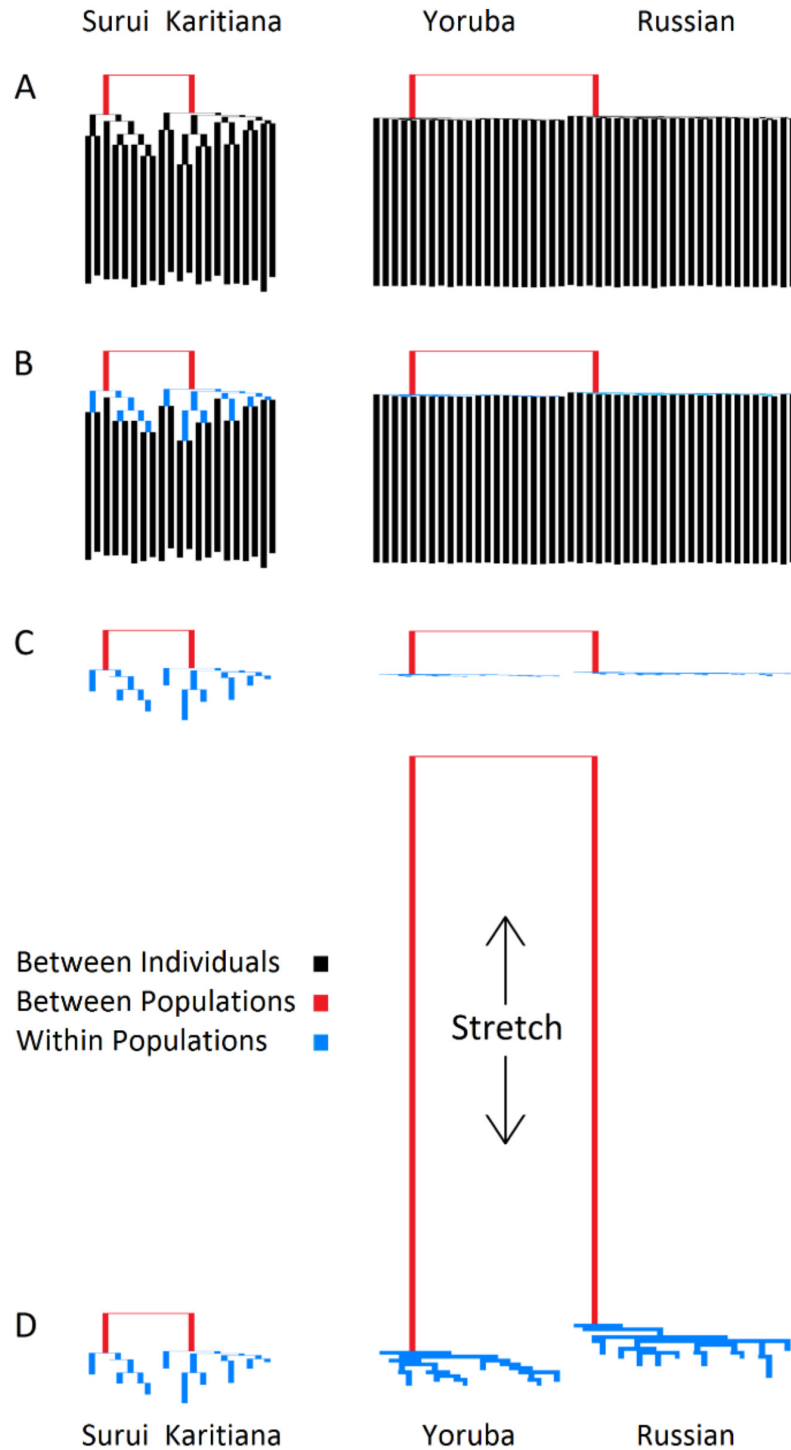 Surui Karitiana Yoruba Russian
A
B
C
Between Individuals
Between Populations
Within Populations
Stretch
D
Surui Karitiana Yoruba Russian